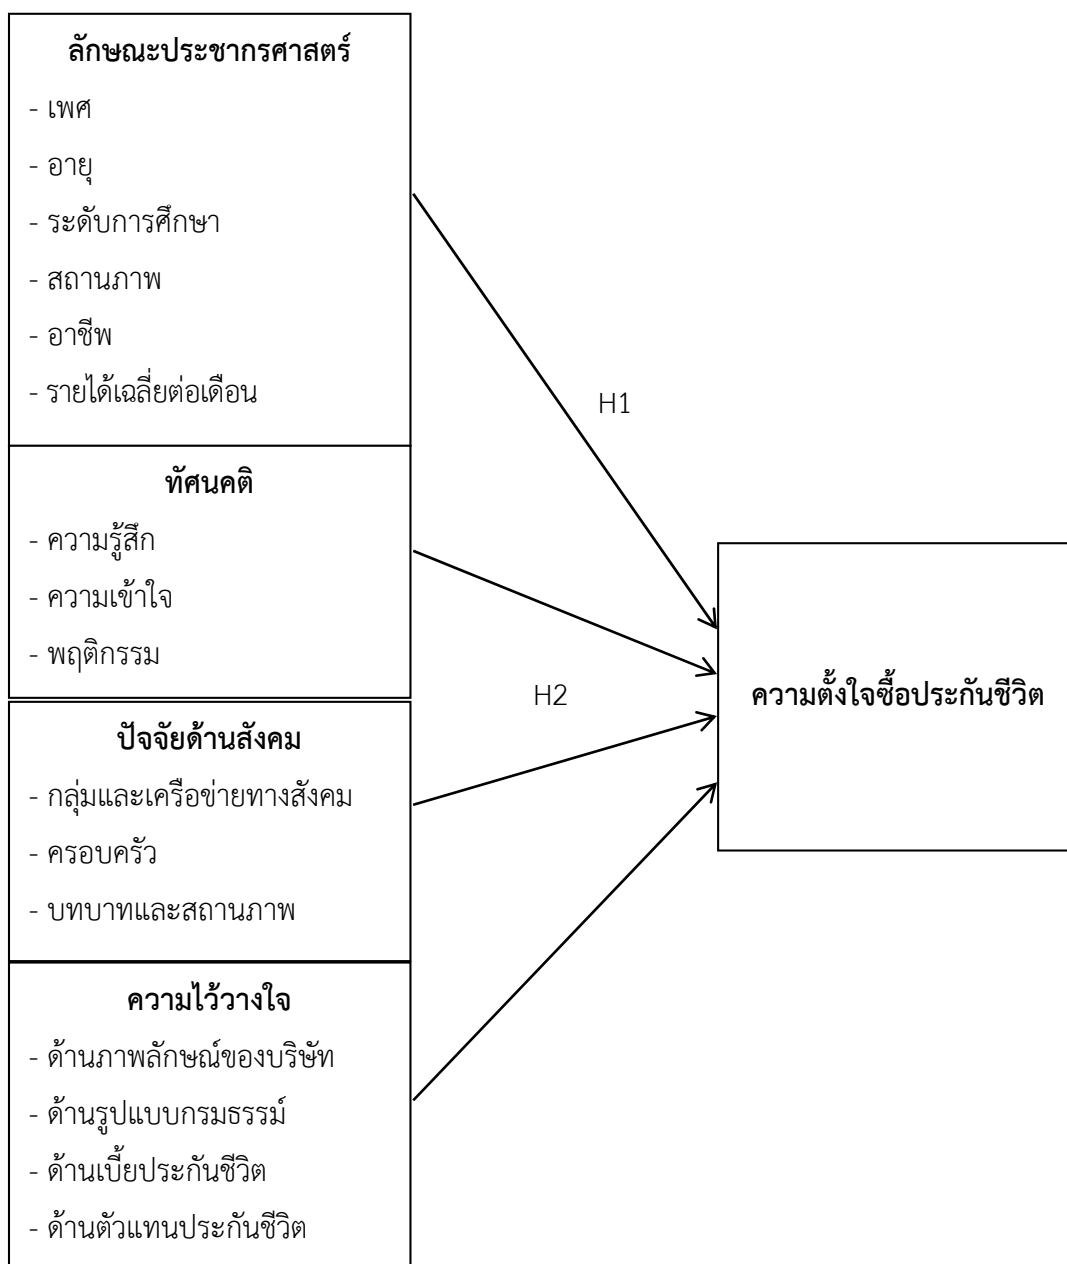 ลักษณะประชากรศาสตร์
- เพศ
- อายุ
- ระดับการศึกษา
- สถานภาพ
- อาชีพ
- รายได้เฉลี่ยต่อเดือน
H1
ทัศนคติ
- ความรู้สึก
- ความเข้าใจ
- พฤติกรรม
H2
ความตั้งใจซื้อประกันชีวิต
ปัจจัยด้านสังคม
- กลุ่มและเครือข่ายทางสังคม
- ครอบครัว
- บทบาทและสถานภาพ
ความไว้วางใจ
- ด้านภาพลักษณ์ของบริษัท
- ด้านรูปแบบกรมธรรม์
- ด้านเบี้ยประกันชีวิต
- ด้านตัวแทนประกันชีวิต